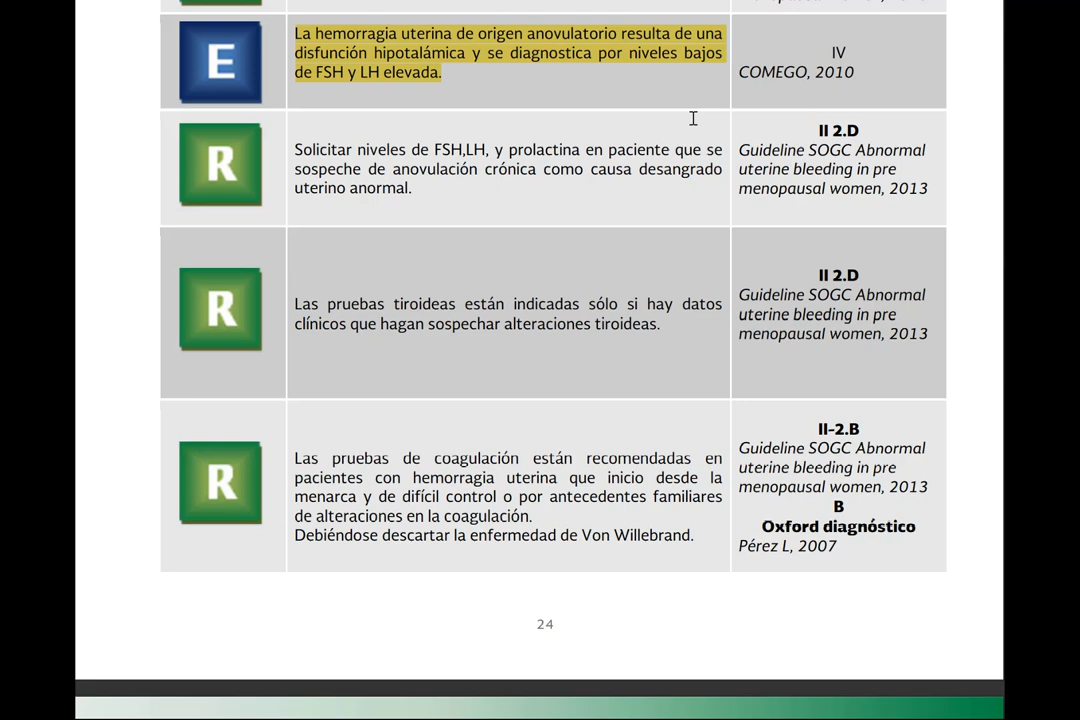 E
La hemorragia uterina de origen anovulatorio resulta de una
disfunción hipotalámica y se diagnostica por niveles bajos
de FSH y LH elevada.
IV
COMEGO, 2010
R
Solicitar niveles de FSH,LH, y prolactina en paciente que se
sospeche de anovulación crónica como causa desangrado
uterino anormal.
II 2.D
Guideline SOGC Abnormal
uterine bleeding in pre
menopausal women, 2013
R
Las pruebas tiroideas están indicadas sólo si hay datos
clínicos que hagan sospechar alteraciones tiroideas.
II 2.D
Guideline SOGC Abnormal
uterine bleeding in pre
menopausal women, 2013
R
Las pruebas de coagulación están recomendadas en
pacientes con hemorragia uterina que inicio desde la
menarca y de difícil control o por antecedentes familiares
de alteraciones en la coagulación.
Debiéndose descartar la enfermedad de Von Willebrand.
II-2.B
Guideline SOGC Abnormal
uterine bleeding in pre
menopausal women, 2013
B
Oxford diagnóstico
Pérez L, 2007
24